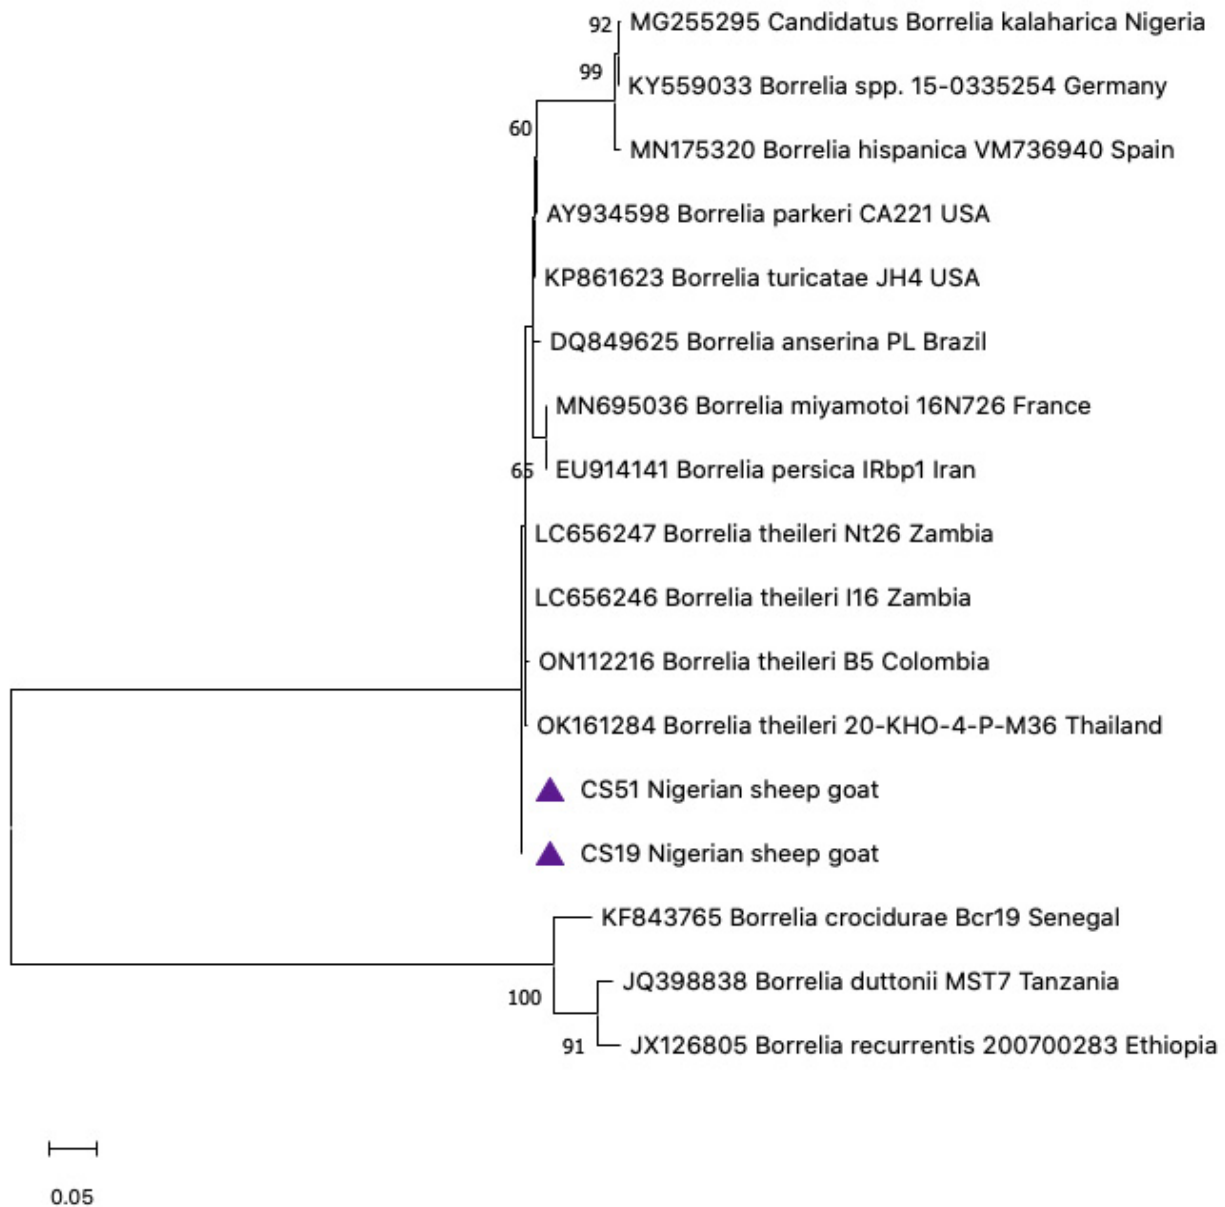 92
MG255295 Candidatus Borrelia kalaharica Nigeria
99
KY559033 Borrelia spp. 15-0335254 Germany
60
MN175320 Borrelia hispanica VM736940 Spain
AY934598 Borrelia parkeri CA221 USA
KP861623 Borrelia turicatae JH4 USA
DQ849625 Borrelia anserina PL Brazil
MN695036 Borrelia miyamotoi 16N726 France
65
EU914141 Borrelia persica IRbp1 Iran
LC656247 Borrelia theileri Nt26 Zambia
LC656246 Borrelia theileri I16 Zambia
ON112216 Borrelia theileri B5 Colombia
OK161284 Borrelia theileri 20-KHO-4-P-M36 Thailand
CS51 Nigerian sheep goat
CS19 Nigerian sheep goat
KF843765 Borrelia crocidurae Bcr19 Senegal
JQ398838 Borrelia duttonii MST7 Tanzania
100
91
JX126805 Borrelia recurrentis 200700283 Ethiopia
0.05